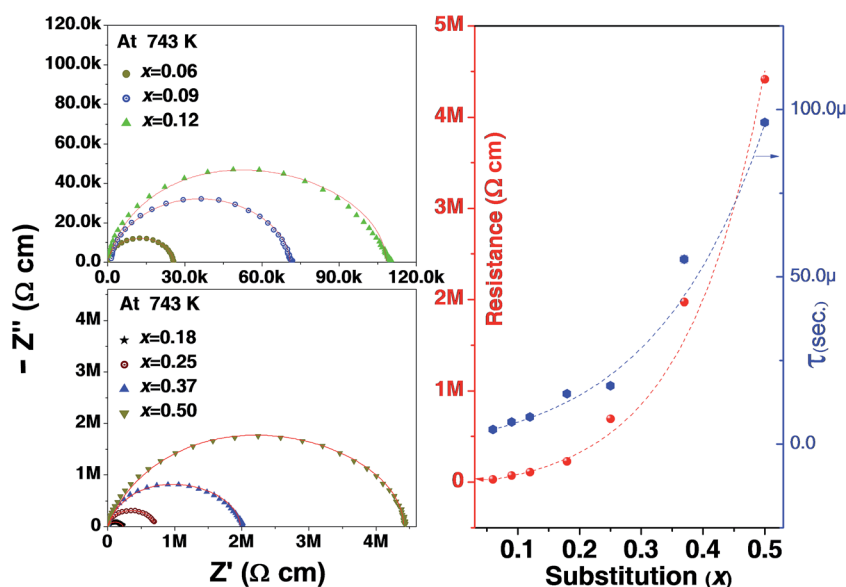 120.0k
100.0k
80.0k
60.0k
40.0k
20.0k
0.0
At 743 K
x=0.06
x=0.09
x=0.12
0.0
30.0k
60.0k
90.0k
120.0k
4M
3M
2M
1M
0
At 743 K
x=0.18
x=0.25
x=0.37
x=0.50
0
1M
2M
3M
4M
− Z'' (Ω cm)
Z' (Ω cm)
5M
4M
3M
2M
1M
0
Resistance (Ω cm)
100.0µ
50.0µ
0.0
τ(sec.)
0.1
0.2
0.3
0.4
0.5
Substitution (x)